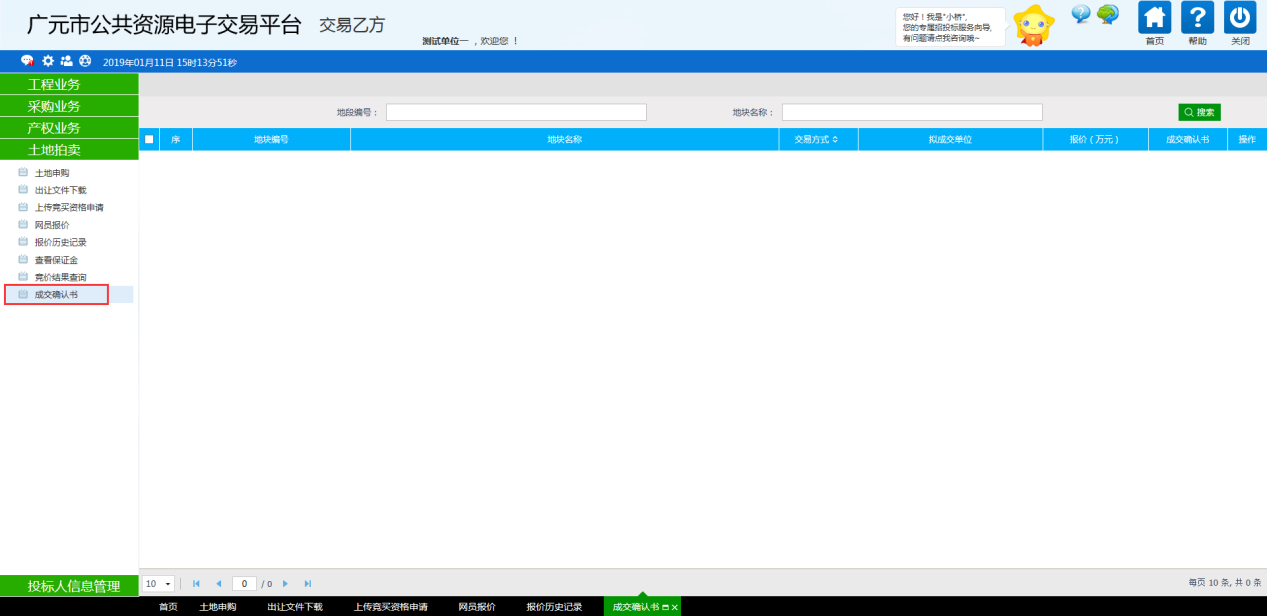 广元市公共资源电子交易平台 交易乙方
测试单位一 ，欢迎您 ！
您好！我是"小桥",
您的专属招投标服务向导,
有问题请点我咨询哦~
首页 帮助 关闭
2019年01月11日 15时13分51秒
工程业务
采购业务
产权业务
土地拍卖
土地申购
出让文件下载
上传竞买资格申请
网员报价
报价历史记录
查看保证金
竞价结果查询
成交确认书
投标人信息管理
地段编号： 地块名称： 搜索
序 地块编号 地块名称 交易方式 拟成交单位 报价（万元） 成交确认书 操作
10 0 / 0 每页 10 条, 共 0 条
首页 土地申购 出让文件下载 上传竞买资格申请 网员报价 报价历史记录 成交确认书